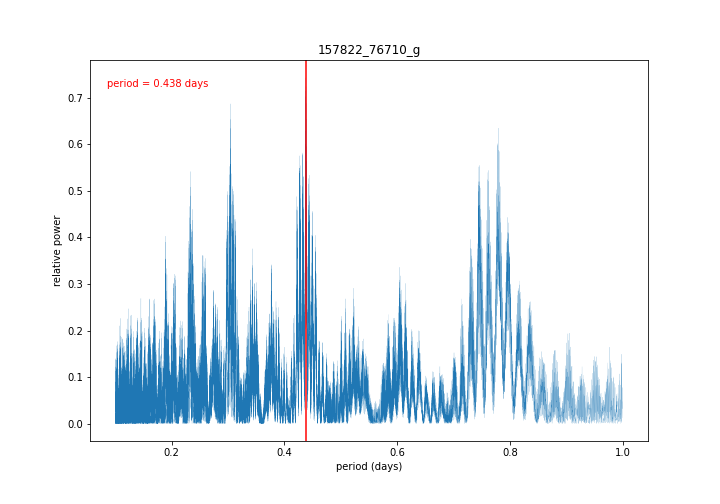 157822_76710_g
period = 0.438 days
relative power
0.7
0.6
0.5
0.4
0.3
0.2
0.1
0.0
0.2 0.4 0.6 0.8 1.0
period (days)